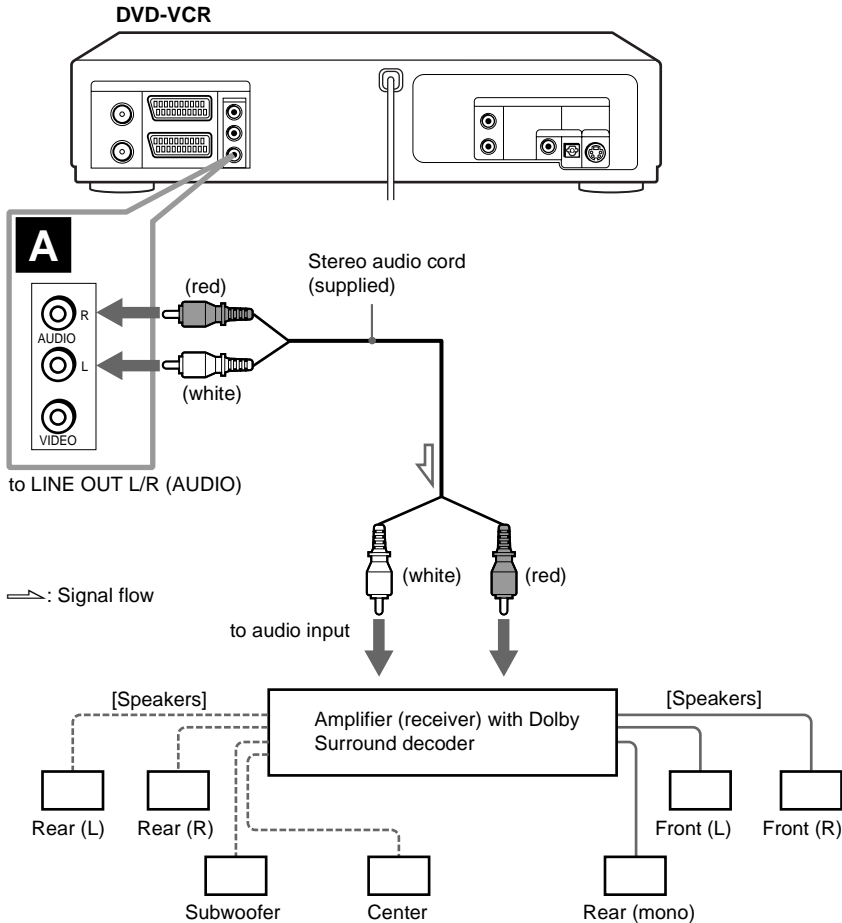 DVD-VCR
A
(red)
R
AUDIO
L
(white)
VIDEO
Stereo audio cord
(supplied)
to LINE OUT L/R (AUDIO)
: Signal flow
(white)
(red)
to audio input
[Speakers]
[Speakers]
Amplifier (receiver) with Dolby
Surround decoder
Rear (L)
Rear (R)
Front (L)
Front (R)
Subwoofer
Center
Rear (mono)